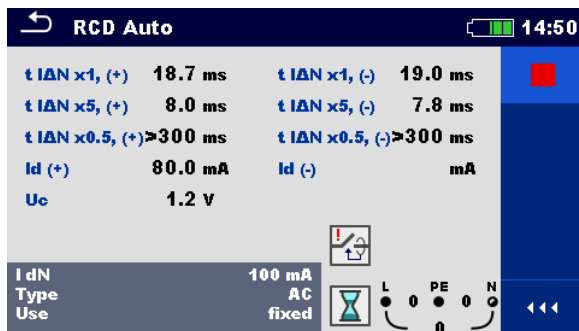 RCD Auto 14:50
t IΔN x1, (+) 18.7 ms t IΔN x1, (-) 19.0 ms
t IΔN x5, (+) 8.0 ms t IΔN x5, (-) 7.8 ms
t IΔN x0.5, (+) >300 ms t IΔN x0.5, (-) >300 ms
Id (+) 80.0 mA Id (-) mA
Uc 1.2 V
I dN 100 mA
Type AC
Use fixed
L PE N
0 0
0